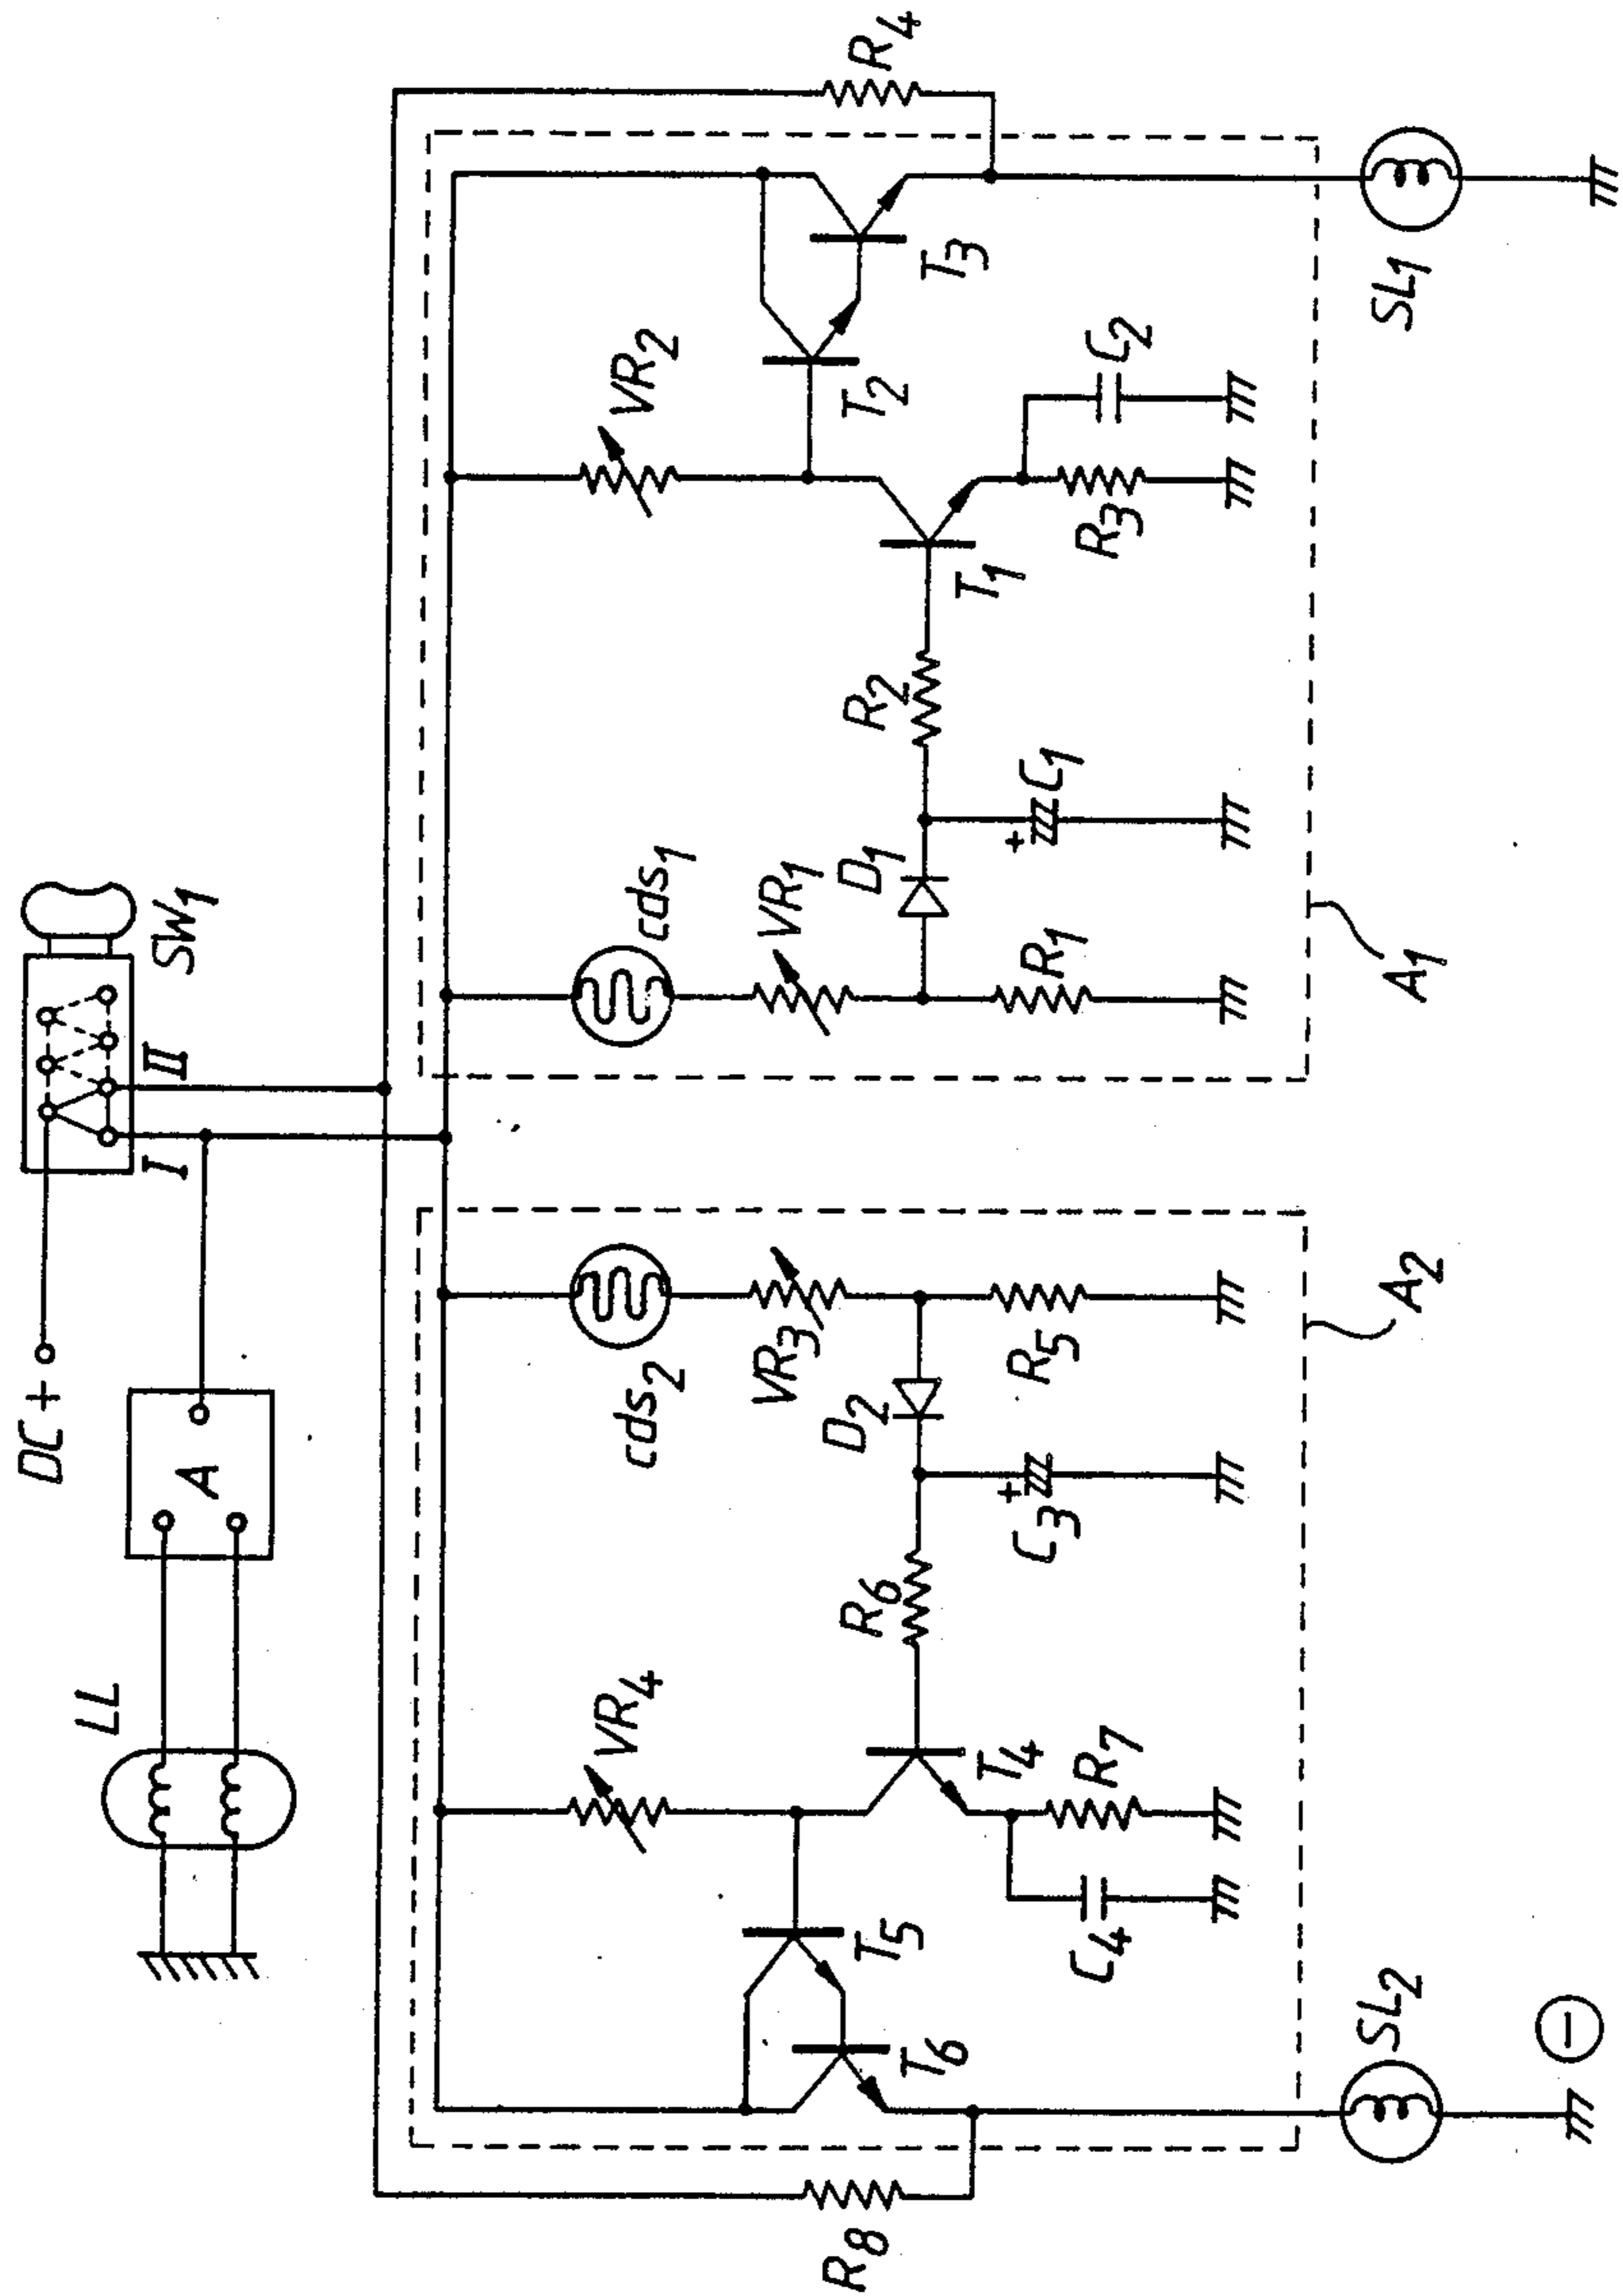 DC +
SW1
I
II
A
LL
R4
VR2
T3
T2
C2
SL1
T1
R3
R2
C1
cds1
VR1
D1
R1
A1
cds2
VR3
D2
R5
A2
C3
R6
VR4
T4
R7
T5
C4
T6
SL2
−
R8